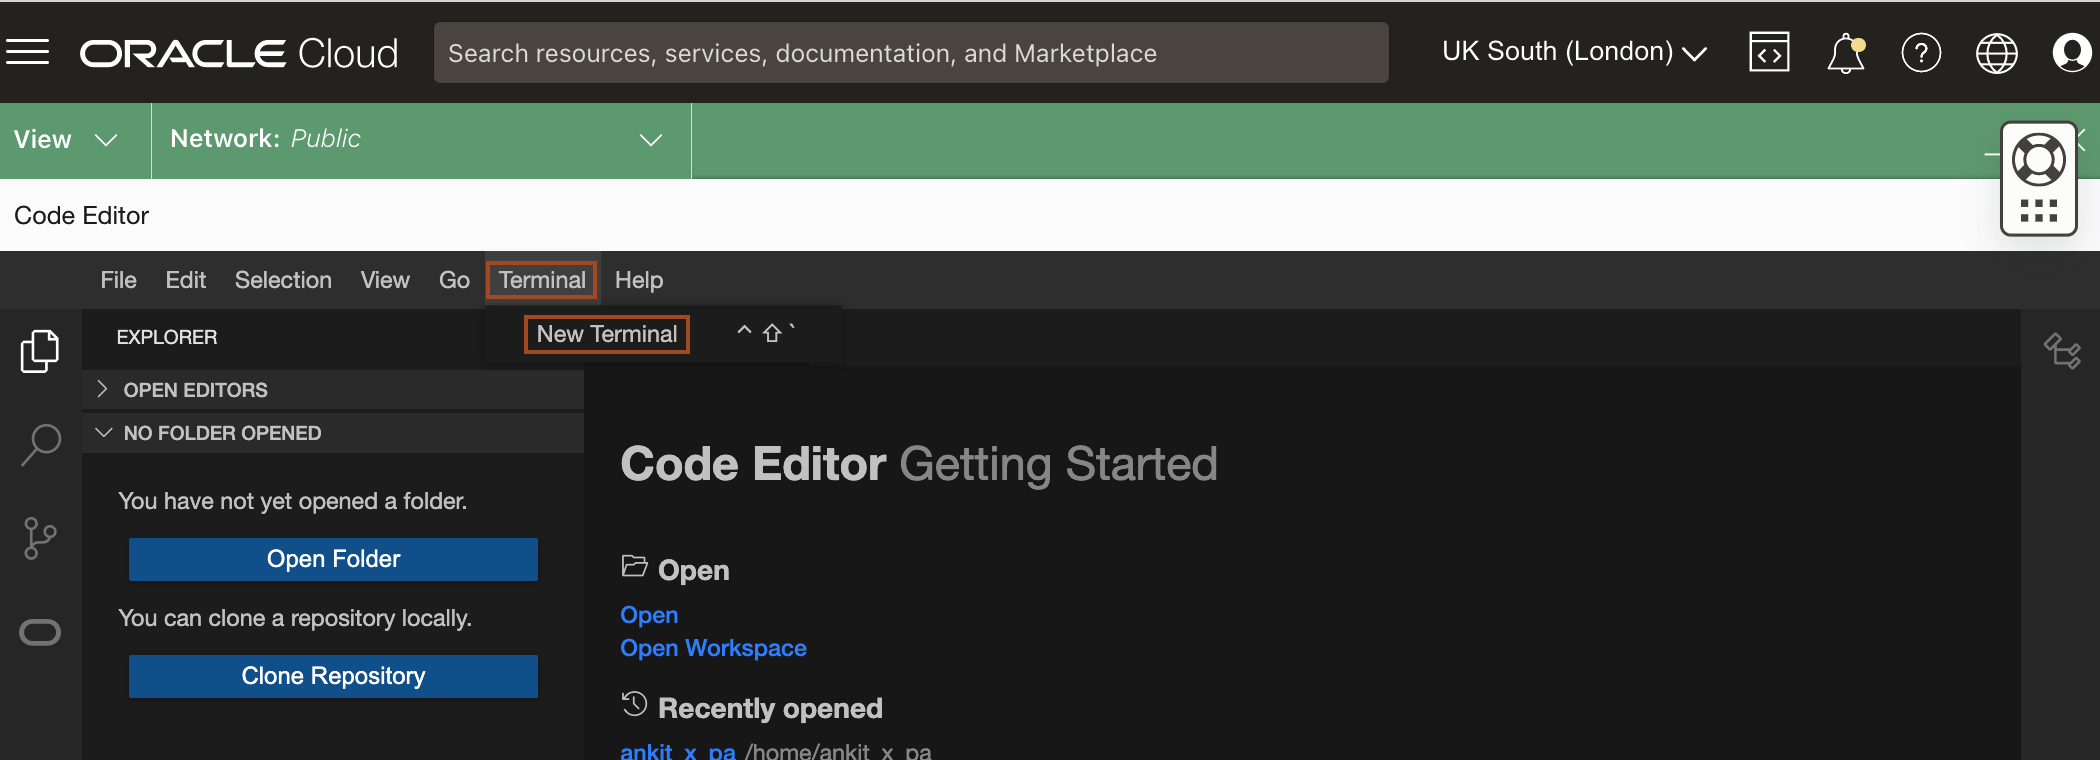 ORACLE Cloud
Search resources, services, documentation, and Marketplace
UK South (London)
View
Network: Public
Code Editor
File Edit Selection View Go Terminal Help
New Terminal ^⇧`
EXPLORER
OPEN EDITORS
NO FOLDER OPENED
You have not yet opened a folder.
Open Folder
You can clone a repository locally.
Clone Repository
Code Editor Getting Started
Open
Open
Open Workspace
Recently opened
ankit_x_pa /home/ankit_x_pa